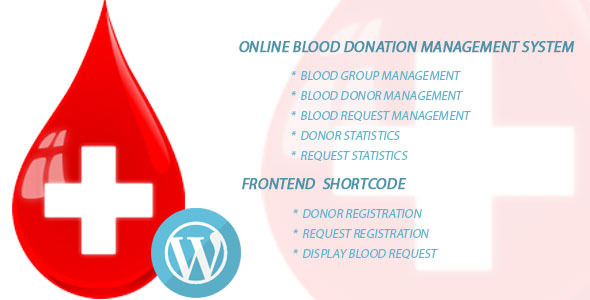 ONLINE BLOOD DONATION MANAGEMENT SYSTEM
* BLOOD GROUP MANAGEMENT
* BLOOD DONOR MANAGEMENT
* BLOOD REQUEST MANAGEMENT
* DONOR STATISTICS
* REQUEST STATISTICS
FRONTEND SHORTCODE
* DONOR REGISTRATION
* REQUEST REGISTRATION
* DISPLAY BLOOD REQUEST
W